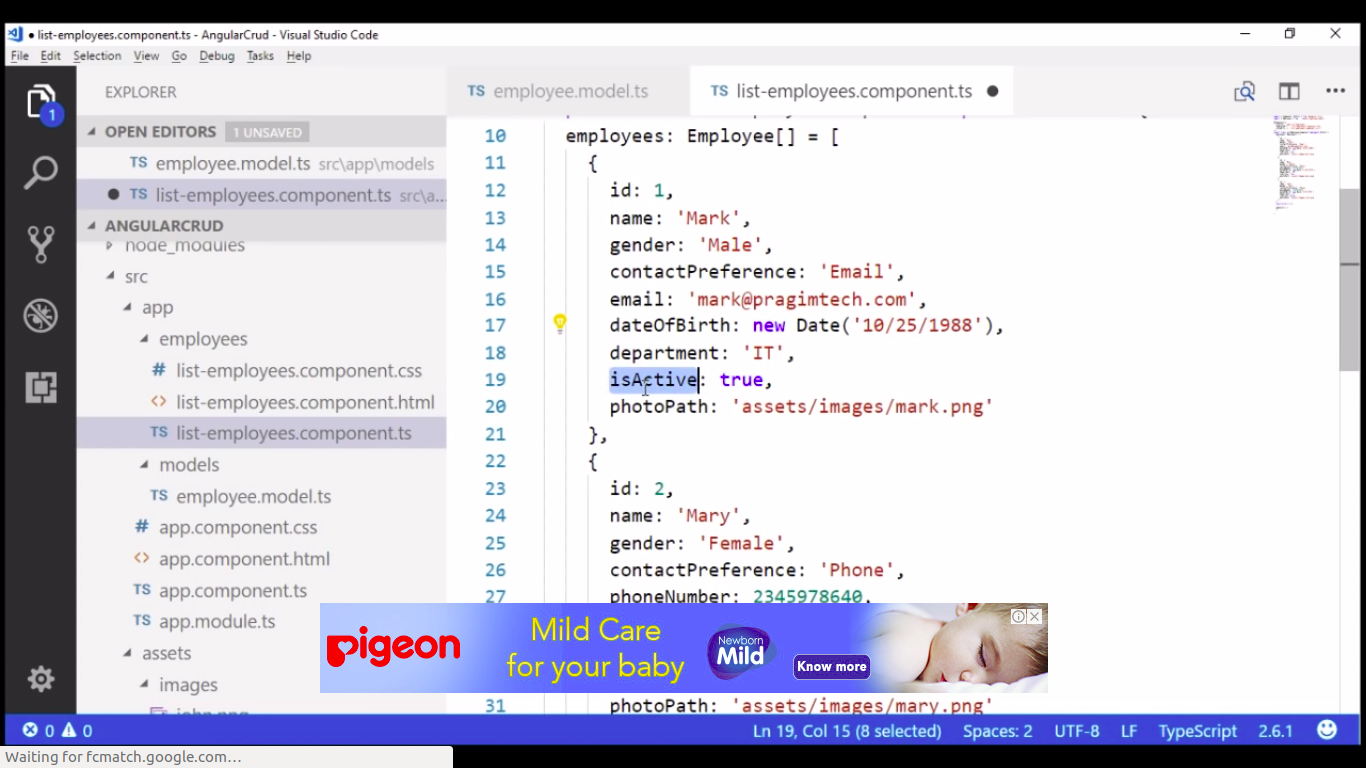 ● list-employees.component.ts - AngularCrud - Visual Studio Code
File Edit Selection View Go Debug Tasks Help
EXPLORER
TS employee.model.ts TS list-employees.component.ts ●
OPEN EDITORS 1 UNSAVED
TS employee.model.ts src\app\models
● TS list-employees.component.ts src\a...
ANGULARCRUD
node_modules
src
app
employees
# list-employees.component.css
<> list-employees.component.html
TS list-employees.component.ts
models
TS employee.model.ts
# app.component.css
<> app.component.html
TS app.component.ts
TS app.module.ts
assets
images
1
10 employees: Employee[] = [
11 {
12 id: 1,
13 name: 'Mark',
14 gender: 'Male',
15 contactPreference: 'Email',
16 email: 'mark@pragimtech.com',
17 dateOfBirth: new Date('10/25/1988'),
18 department: 'IT',
19 isActive: true,
20 photoPath: 'assets/images/mark.png'
21 },
22 {
23 id: 2,
24 name: 'Mary',
25 gender: 'Female',
26 contactPreference: 'Phone',
27 phoneNumber: 2345978640,
31 photoPath: 'assets/images/mary.png'
pigeon
Mild Care
for your baby
Newborn
Mild
Know more
0 0 Ln 19, Col 15 (8 selected) Spaces: 2 UTF-8 LF TypeScript 2.6.1
Waiting for fcmatch.google.com...